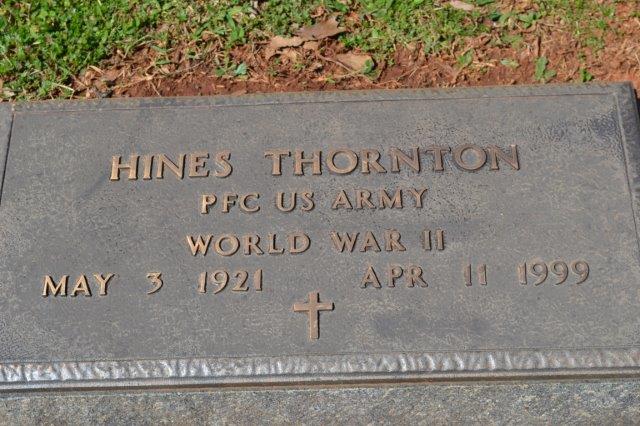 HINES THORNTON
PFC US ARMY
WORLD WAR II
MAY 3 1921 APR 11 1999